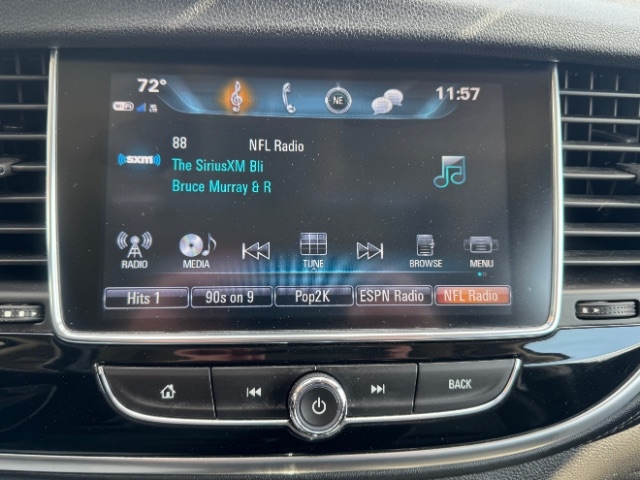 72°
NE
11:57
88 NFL Radio
sxm
The SiriusXM Bli
Bruce Murray & R
RADIO MEDIA TUNE BROWSE MENU
Hits 1 90s on 9 Pop2K ESPN Radio NFL Radio
BACK